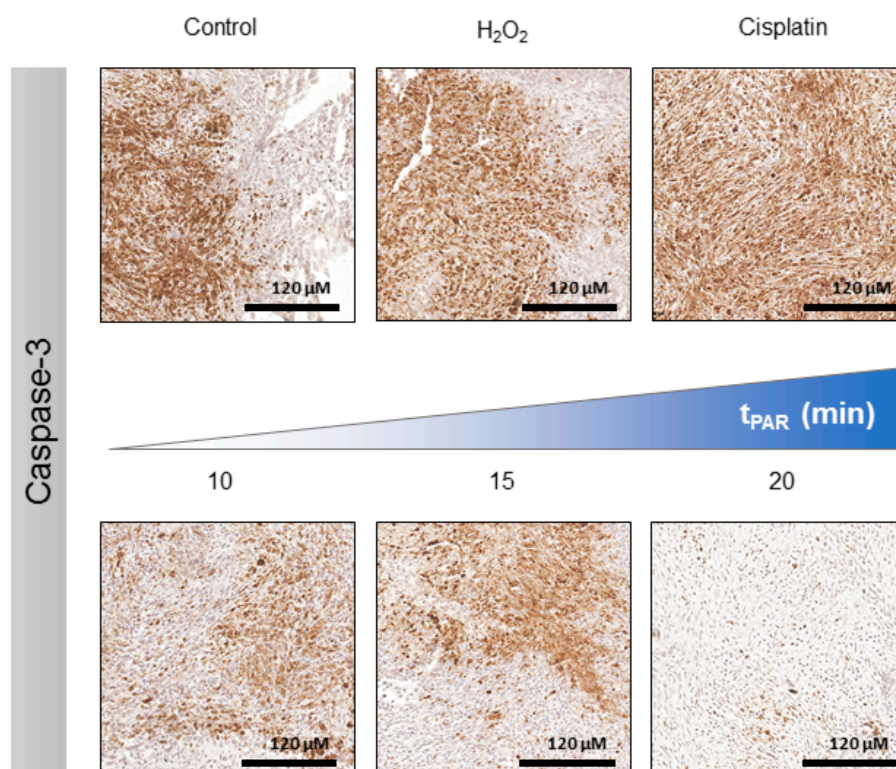 Control
H₂O₂
Cisplatin
120 µM
120 µM
120 µM
Caspase-3
t_PAR (min)
10
15
20
120 µM
120 µM
120 µM